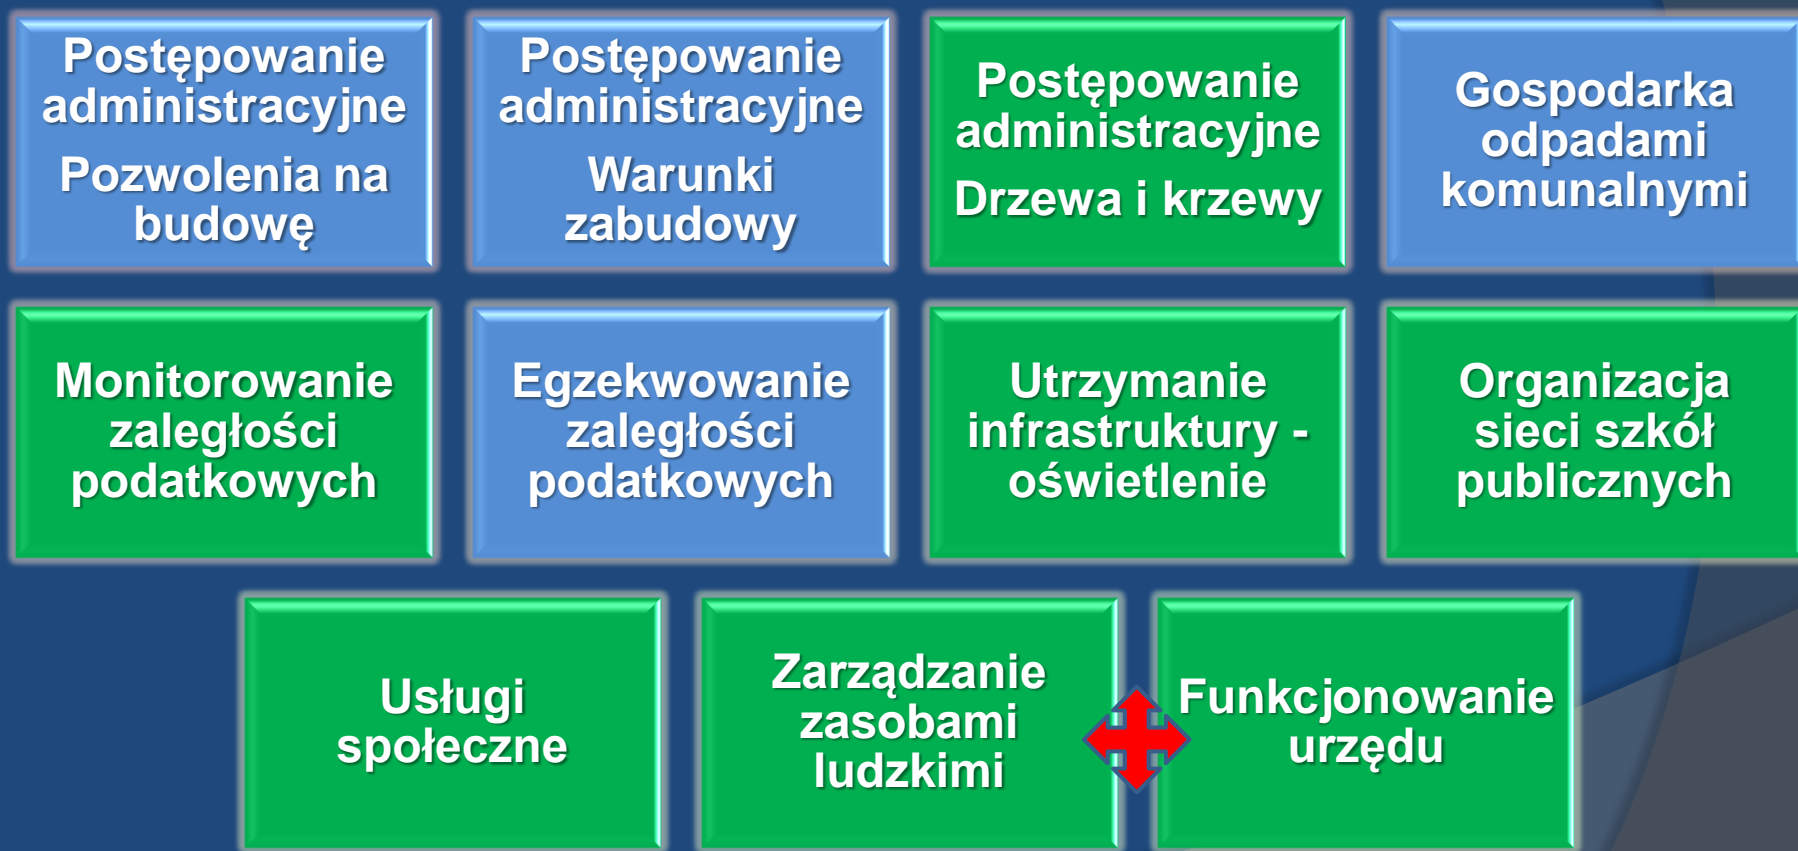 Postępowanie
administracyjne
Pozwolenia na
budowę
Postępowanie
administracyjne
Warunki
zabudowy
Postępowanie
administracyjne
Drzewa i krzewy
Gospodarka
odpadami
komunalnymi
Monitorowanie
zaległości
podatkowych
Egzekwowanie
zaległości
podatkowych
Utrzymanie
infrastruktury -
oświetlenie
Organizacja
sieci szkół
publicznych
Usługi
społeczne
Zarządzanie
zasobami
ludzkimi
Funkcjonowanie
urzędu